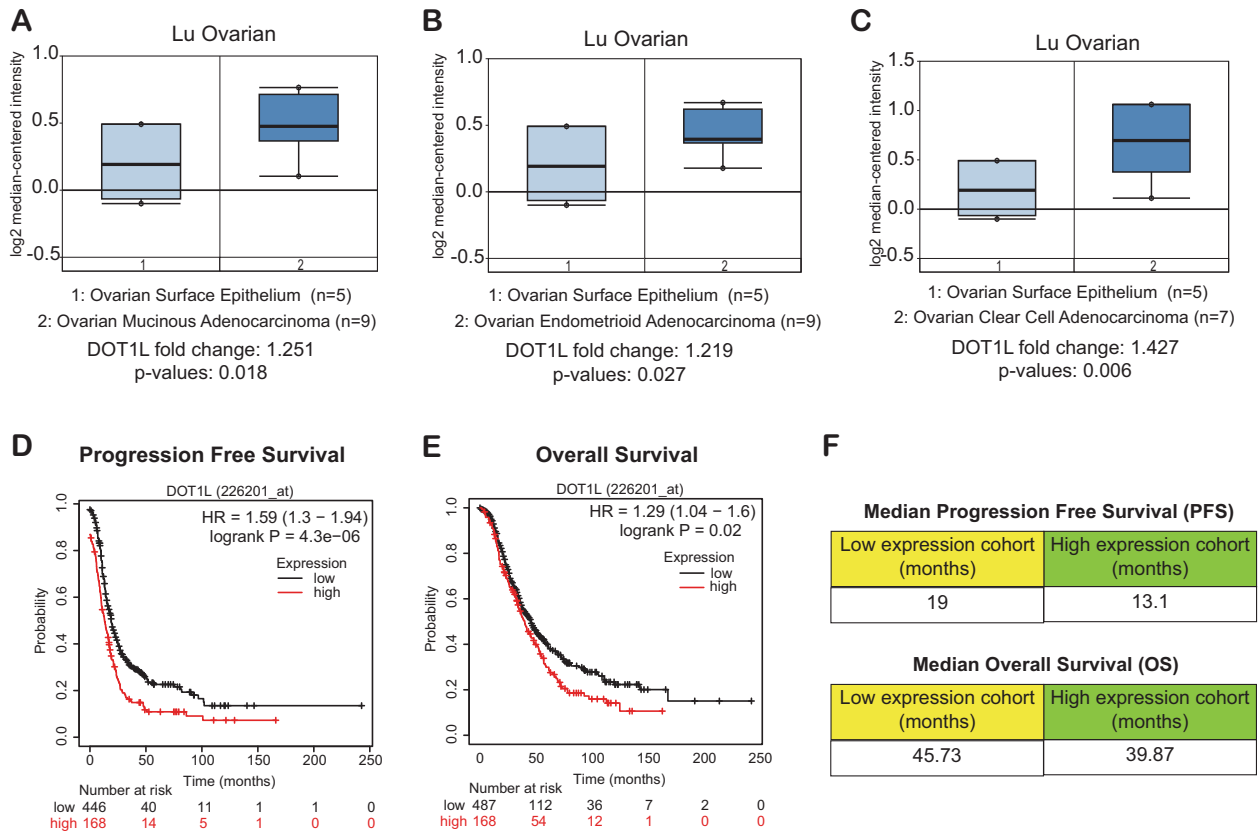 A
Lu Ovarian
log2 median-centered intensity
1.0
0.5
0.0
-0.5
1
2
1: Ovarian Surface Epithelium (n=5)
2: Ovarian Mucinous Adenocarcinoma (n=9)
DOT1L fold change: 1.251
p-values: 0.018
B
Lu Ovarian
log2 median-centered intensity
1.0
0.5
0.0
-0.5
1
2
1: Ovarian Surface Epithelium (n=5)
2: Ovarian Endometrioid Adenocarcinoma (n=9)
DOT1L fold change: 1.219
p-values: 0.027
C
Lu Ovarian
log2 median-centered intensity
1.5
1.0
0.5
0.0
-0.5
1
2
1: Ovarian Surface Epithelium (n=5)
2: Ovarian Clear Cell Adenocarcinoma (n=7)
DOT1L fold change: 1.427
p-values: 0.006
D
Progression Free Survival
DOT1L (226201_at)
HR = 1.59 (1.3 − 1.94)
logrank P = 4.3e−06
Expression
low
high
Probability
1.0
0.8
0.6
0.4
0.2
0.0
0 50 100 150 200 250
Time (months)
Number at risk
low 446 40 11 1 1 0
high 168 14 5 1 0 0
E
Overall Survival
DOT1L (226201_at)
HR = 1.29 (1.04 − 1.6)
logrank P = 0.02
Expression
low
high
Probability
1.0
0.8
0.6
0.4
0.2
0.0
0 50 100 150 200 250
Time (months)
Number at risk
low 487 112 36 7 2 0
high 168 54 12 1 0 0
F
Median Progression Free Survival (PFS)
Low expression cohort (months)
High expression cohort (months)
19
13.1
Median Overall Survival (OS)
Low expression cohort (months)
High expression cohort (months)
45.73
39.87